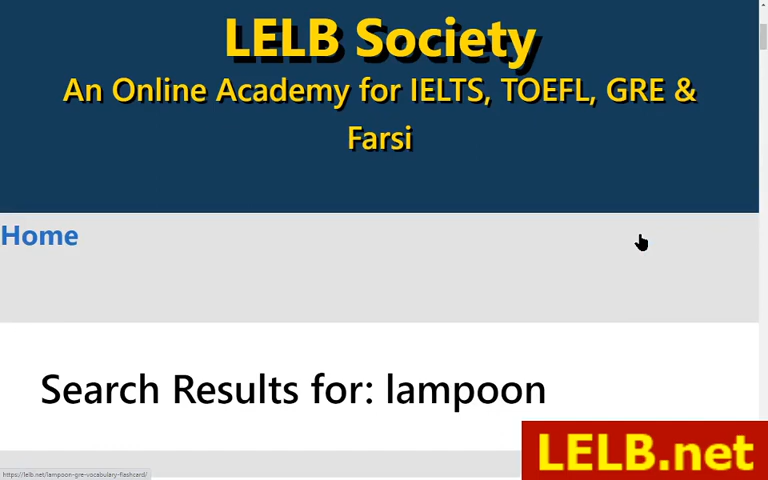 LELB Society
An Online Academy for IELTS, TOEFL, GRE &
Farsi
Home
Search Results for: lampoon
LELB.net
https://lelb.net/lampoon-gre-vocabulary-flashcard/